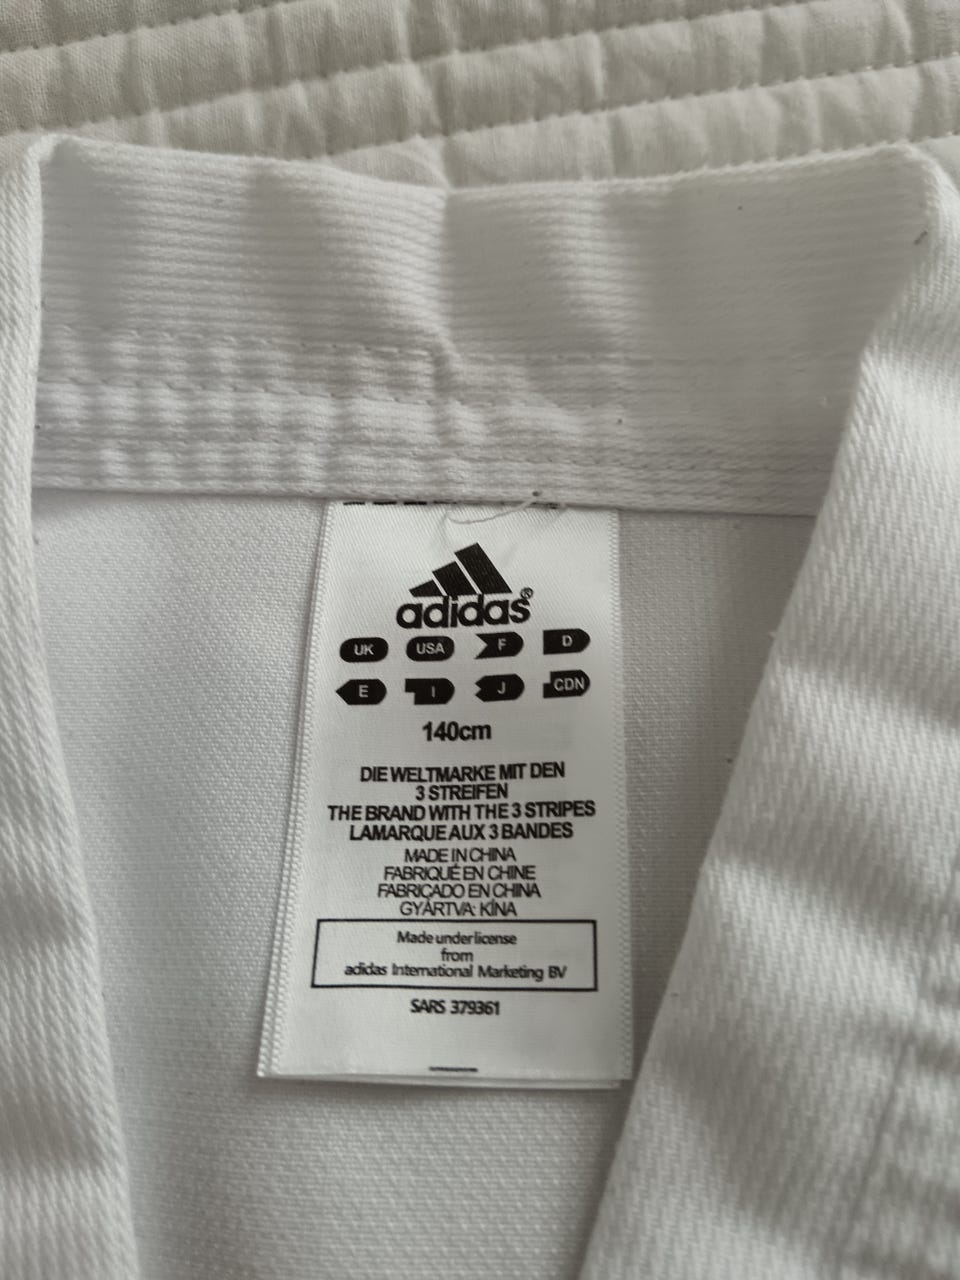 adidas®
UK USA F D
E I J CDN
140cm
DIE WELTMARKE MIT DEN
3 STREIFEN
THE BRAND WITH THE 3 STRIPES
LAMARQUE AUX 3 BANDES
MADE IN CHINA
FABRIQUÉ EN CHINE
FABRICADO EN CHINA
GYÁRTVA: KÍNA
Made under license
from
adidas International Marketing BV
SARS 379361